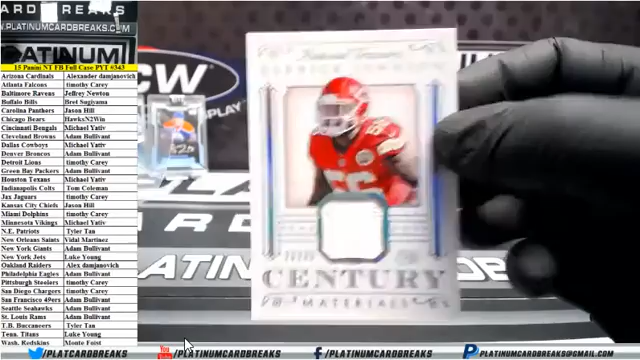 CARD BREAKS
PLATINUM
15 Panini NT FB Full Case PYT #343
Arizona Cardinals Alexander damjanovich
Atlanta Falcons timothy Carey
Baltimore Ravens Jeffrey Newton
Buffalo Bills Bret Sugiyama
Carolina Panthers Jason Hill
Chicago Bears HawksN2Win
Cincinnati Bengals Michael Yativ
Cleveland Browns Adam Bullivant
Dallas Cowboys Michael Yativ
Denver Broncos Adam Bullivant
Detroit Lions timothy Carey
Green Bay Packers Adam Bullivant
Houston Texans Michael Yativ
Indianapolis Colts Tom Coleman
Jax Jaguars timothy Carey
Kansas City Chiefs Jason Hill
Miami Dolphins timothy Carey
Minnesota Vikings Michael Yativ
N.E. Patriots Tyler Tan
New Orleans Saints Vidal Martinez
New York Giants Adam Bullivant
New York Jets Luke Young
Oakland Raiders Alex damjanovich
Philadelphia Eagles Adam Bullivant
Pittsburgh Steelers timothy Carey
San Diego Chargers timothy Carey
San Francisco 49ers Adam Bullivant
Seattle Seahawks Adam Bullivant
St. Louis Rams Adam Bullivant
T.B. Buccaneers Tyler Tan
Tenn. Titans Luke Young
Wash. Redskins Monte Foist
CENTURY
MATERIALS
@PLATCARDBREAKS
/PLATINUMCARDBREAKS
/PLATINUMCARDBREAKS
PLATINUMCARDBREAKS.COM